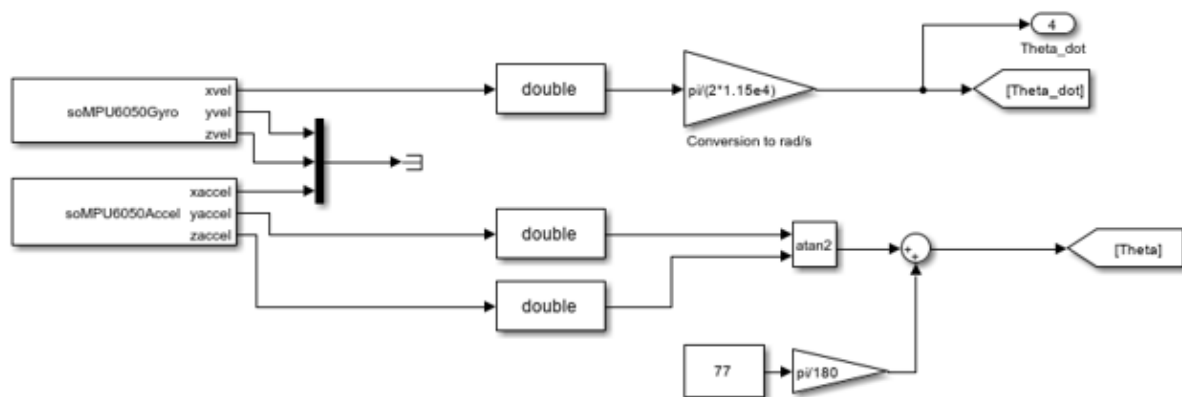 4
Theta_dot
xvel
double
pi/(2*1.15e4)
[Theta_dot]
soMPU6050Gyro
yvel
zvel
Conversion to rad/s
xaccel
soMPU6050Accel
yaccel
zaccel
double
atan2
+
+
[Theta]
double
77
pi/180